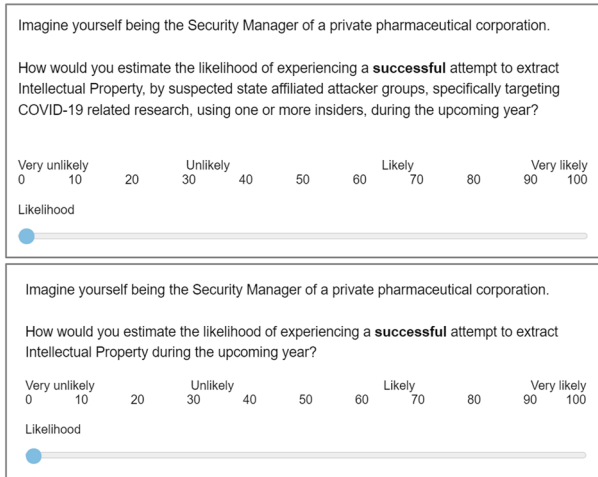 Imagine yourself being the Security Manager of a private pharmaceutical corporation.
How would you estimate the likelihood of experiencing a successful attempt to extract
Intellectual Property, by suspected state affiliated attacker groups, specifically targeting
COVID-19 related research, using one or more insiders, during the upcoming year?
Very unlikely Unlikely Likely Very likely
0 10 20 30 40 50 60 70 80 90 100
Likelihood
Imagine yourself being the Security Manager of a private pharmaceutical corporation.
How would you estimate the likelihood of experiencing a successful attempt to extract
Intellectual Property during the upcoming year?
Very unlikely Unlikely Likely Very likely
0 10 20 30 40 50 60 70 80 90 100
Likelihood